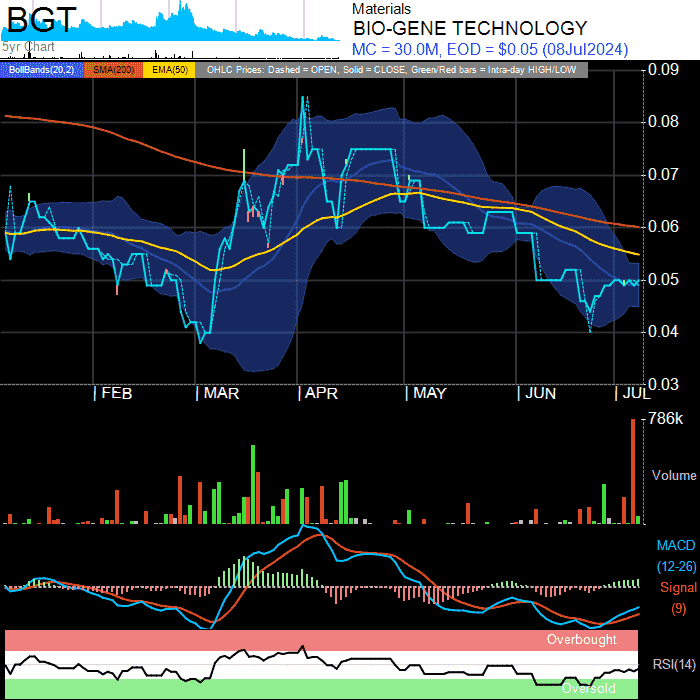 BGT
5yr Chart
Materials
BIO-GENE TECHNOLOGY
MC = 30.0M, EOD = $0.05 (08Jul2024)
BollBands(20,2) SMA(200) EMA(50) OHLC Prices: Dashed = OPEN, Solid = CLOSE, Green/Red bars = Intra-day HIGH/LOW
0.09
0.08
0.07
0.06
0.05
0.04
0.03
| FEB | MAR | APR | MAY | JUN | JUL
786k
Volume
MACD
(12-26)
Signal
(9)
Overbought
RSI(14)
Oversold